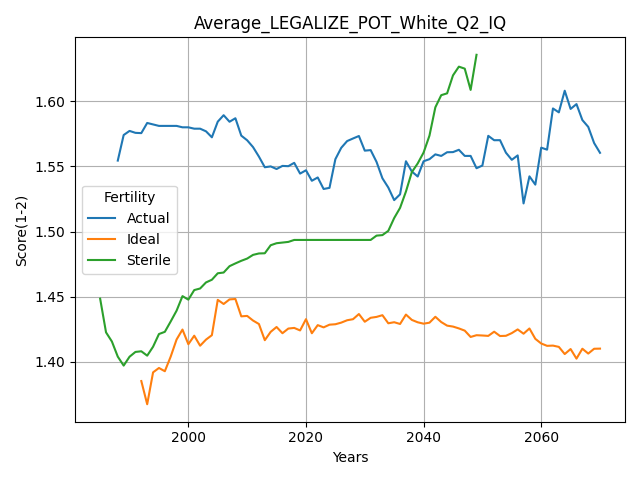 Average_LEGALIZE_POT_White_Q2_IQ
Score(1-2)
1.60
1.55
1.50
1.45
1.40
Fertility
Actual
Ideal
Sterile
2000
2020
2040
2060
Years